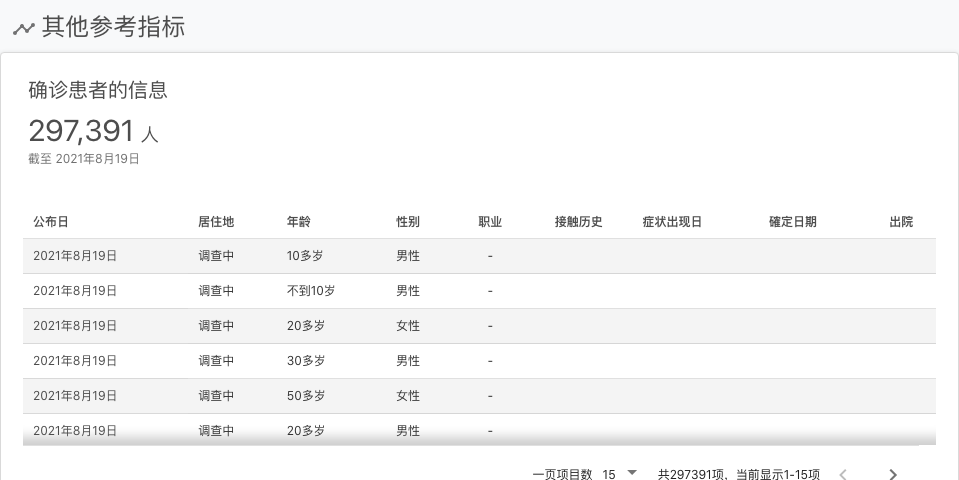 其他参考指标
确诊患者的信息
297,391 人
截至 2021年8月19日
公布日 居住地 年龄 性别 职业 接触历史 症状出现日 確定日期 出院
2021年8月19日 调查中 10多岁 男性 -
2021年8月19日 调查中 不到10岁 男性 -
2021年8月19日 调查中 20多岁 女性 -
2021年8月19日 调查中 30多岁 男性 -
2021年8月19日 调查中 50多岁 女性 -
2021年8月19日 调查中 20多岁 男性 -
一页项目数 15 共297391项、当前显示1-15项